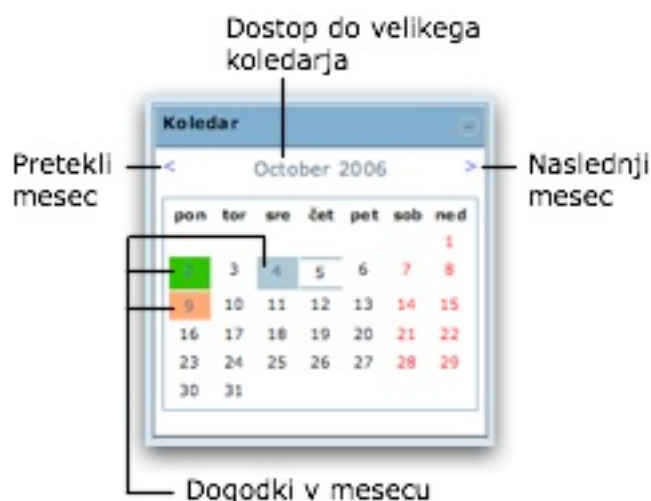 Dostop do velikega
koledarja
Koledar
Pretekli
mesec
< October 2006 >
Naslednji
mesec
pon tor sre čet pet sob ned
1
2 3 4 5 6 7 8
9 10 11 12 13 14 15
16 17 18 19 20 21 22
23 24 25 26 27 28 29
30 31
Dogodki v mesecu